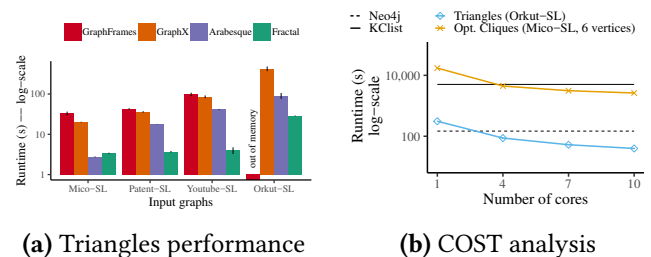 GraphFrames GraphX Arabesque Fractal
Runtime (s) — log−scale
100
10
1
out of memory
Mico−SL Patent−SL Youtube−SL Orkut−SL
Input graphs
(a) Triangles performance
Neo4j Triangles (Orkut−SL)
KClist Opt. Cliques (Mico−SL, 6 vertices)
Runtime (s)
log−scale
10,000
100
1 4 7 10
Number of cores
(b) COST analysis